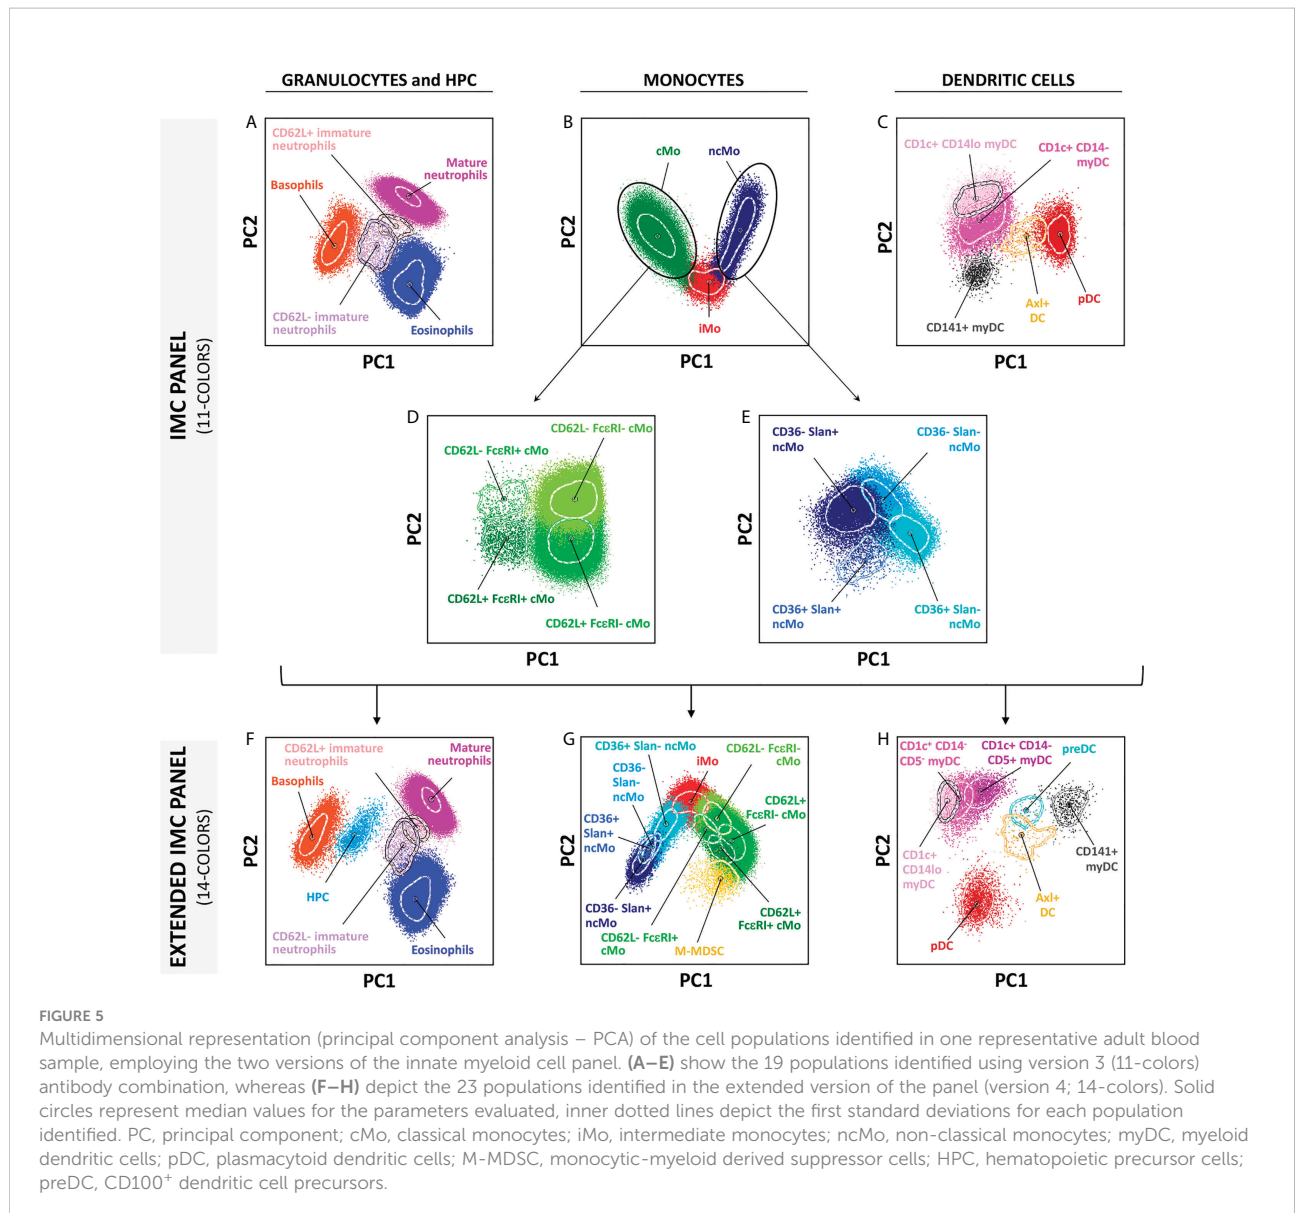 GRANULOCYTES and HPC
MONOCYTES
DENDRITIC CELLS
IMC PANEL
(11-COLORS)
A
CD62L+ immature
neutrophils
Mature
neutrophils
Basophils
CD62L- immature
neutrophils
Eosinophils
PC2
PC1
B
cMo
ncMo
iMo
PC2
PC1
C
CD1c+ CD14lo myDC
CD1c+ CD14-
myDC
CD141+ myDC
Axl+
DC
pDC
PC2
PC1
D
CD62L- FcεRI- cMo
CD62L- FcεRI+ cMo
CD62L+ FcεRI+ cMo
CD62L+ FcεRI- cMo
PC2
PC1
E
CD36- Slan+
ncMo
CD36- Slan-
ncMo
CD36+ Slan+
ncMo
CD36+ Slan-
ncMo
PC2
PC1
EXTENDED IMC PANEL
(14-COLORS)
F
CD62L+ immature
neutrophils
Mature
neutrophils
Basophils
HPC
CD62L- immature
neutrophils
Eosinophils
PC2
PC1
G
CD36+ Slan- ncMo
iMo
CD62L- FcεRI-
cMo
CD36-
Slan-
ncMo
CD62L+
FcεRI- cMo
CD36+
Slan+
ncMo
CD36- Slan+
ncMo
CD62L- FcεRI+
cMo
M-MDSC
CD62L+
FcεRI+ cMo
PC2
PC1
H
CD1c+ CD14-
CD5- myDC
CD1c+ CD14-
CD5+ myDC
preDC
CD1c+
CD14lo
myDC
CD141+
myDC
Axl+
DC
pDC
PC2
PC1
FIGURE 5
Multidimensional representation (principal component analysis – PCA) of the cell populations identified in one representative adult blood
sample, employing the two versions of the innate myeloid cell panel. (A–E) show the 19 populations identified using version 3 (11-colors)
antibody combination, whereas (F–H) depict the 23 populations identified in the extended version of the panel (version 4; 14-colors). Solid
circles represent median values for the parameters evaluated, inner dotted lines depict the first standard deviations for each population
identified. PC, principal component; cMo, classical monocytes; iMo, intermediate monocytes; ncMo, non-classical monocytes; myDC, myeloid
dendritic cells; pDC, plasmacytoid dendritic cells; M-MDSC, monocytic-myeloid derived suppressor cells; HPC, hematopoietic precursor cells;
preDC, CD100+ dendritic cell precursors.